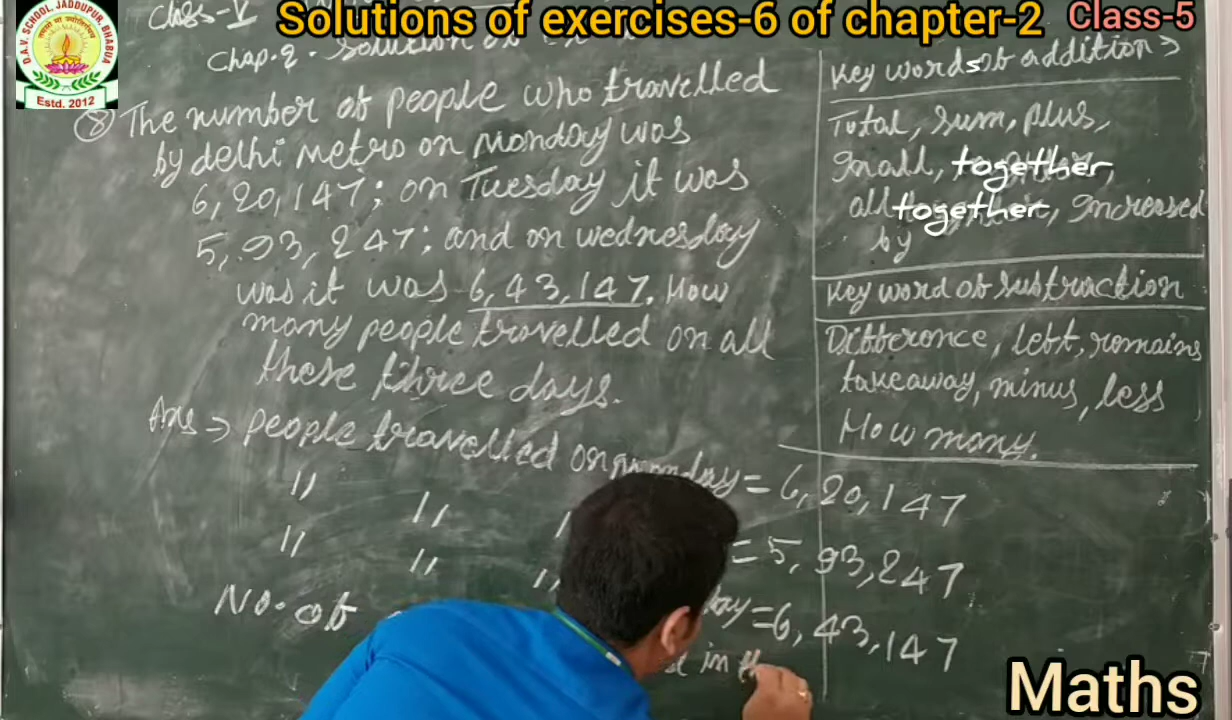 Solutions of exercises-6 of chapter-2 Class-5
D.A.V. SCHOOL, JADDUPUR, BHABUA
Estd. 2012
Class-V
Chap.2. Solution of
⑧ The number of people who travelled
by delhi Metro on Monday was
6,20,147; on Tuesday it was
5,93,247; and on wednesday
was it was 6,43,147. How
many people travelled on all
these three days.
Ans ⇒ People travelled on monday = 6,20,147
" " = 5,93,247
" " " day = 6,43,147
No. of in th
Key words of addition ⇒
Total, Sum, plus,
Inall, together,
all together, Increased
by
Key word of Sustraction
Difference, left, remains
takeaway, minus, less
How many.
Maths